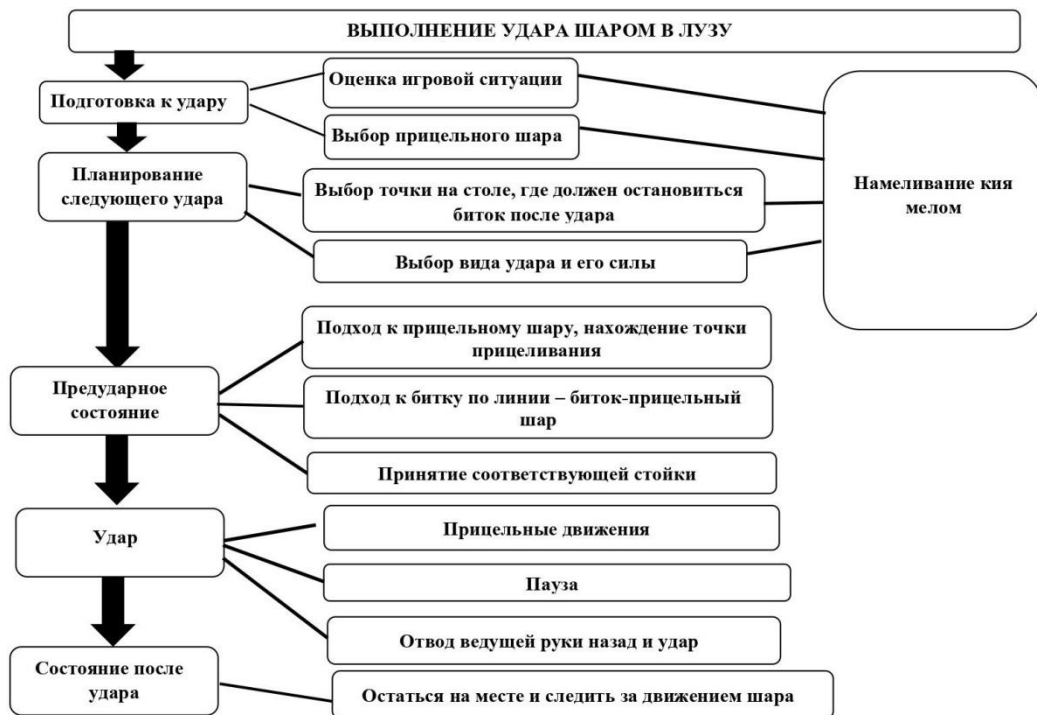 ВЫПОЛНЕНИЕ УДАРА ШАРОМ В ЛУЗУ
Подготовка к удару
Оценка игровой ситуации
Выбор прицельного шара
Планирование
следующего удара
Выбор точки на столе, где должен остановиться
биток после удара
Выбор вида удара и его силы
Намеливание кия
мелом
Предударное
состояние
Подход к прицельному шару, нахождение точки
прицеливания
Подход к битку по линии – биток-прицельный
шар
Принятие соответствующей стойки
Удар
Прицельные движения
Пауза
Отвод ведущей руки назад и удар
Состояние после
удара
Остаться на месте и следить за движением шара